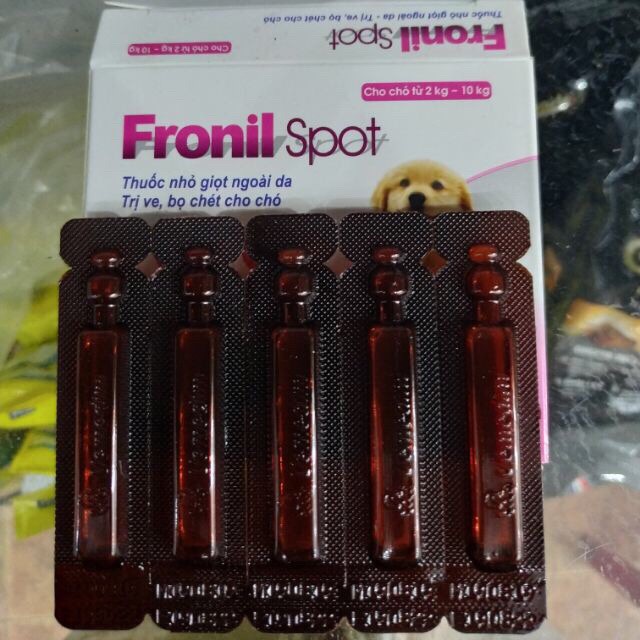 Fronil Spot
Thuốc nhỏ giọt ngoài da - Trị ve, bọ chét cho chó
Cho chó từ 2 kg – 10 kg
Cho chó từ 2 kg – 10 kg
Fronil Spot
Thuốc nhỏ giọt ngoài da
Trị ve, bọ chét cho chó